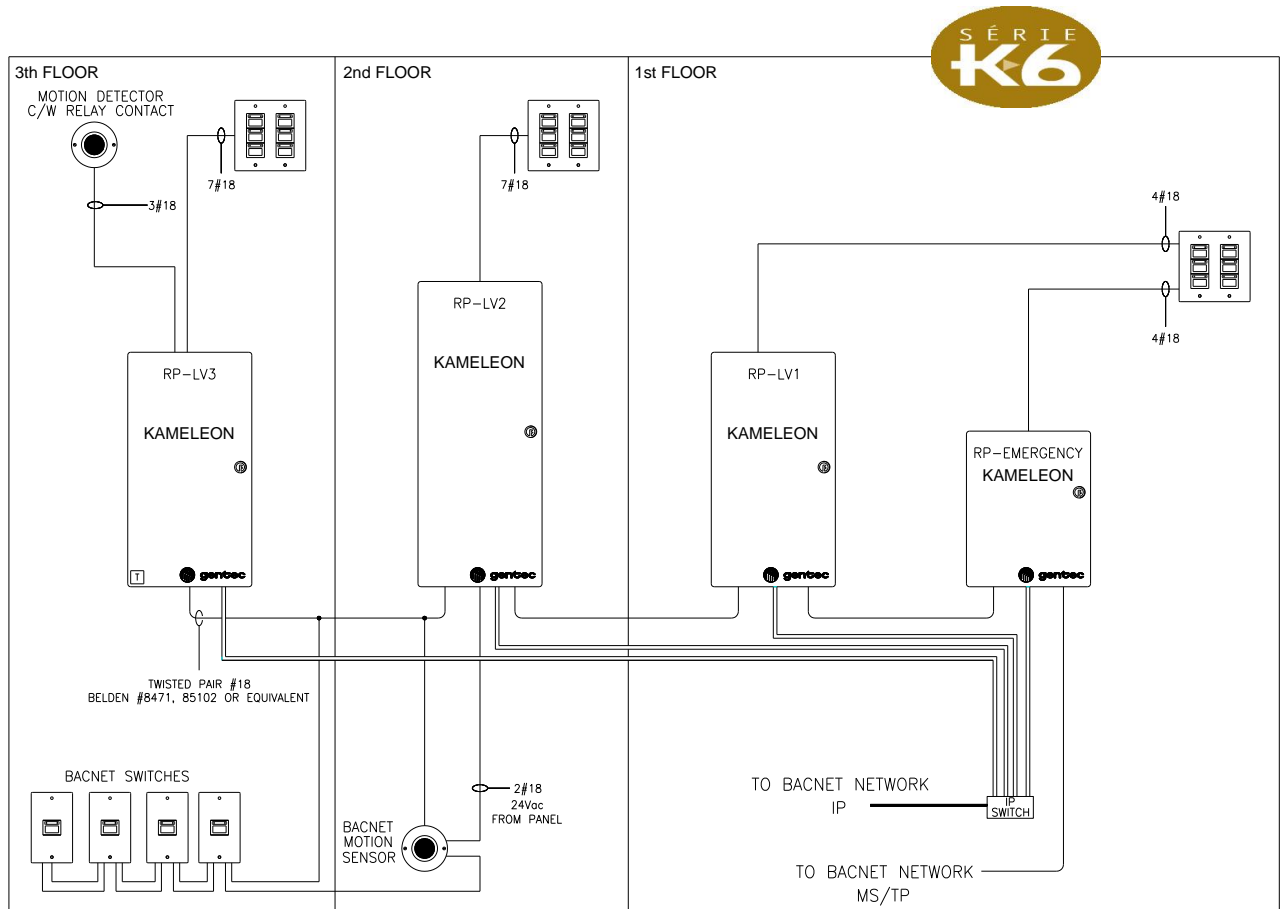 SÉRIE
K6
3th FLOOR
2nd FLOOR
1st FLOOR
MOTION DETECTOR
C/W RELAY CONTACT
7#18
3#18
7#18
4#18
4#18
RP-LV3
KAMELEON
T
gentec
RP-LV2
KAMELEON
gentec
RP-LV1
KAMELEON
gentec
RP-EMERGENCY
KAMELEON
gentec
TWISTED PAIR #18
BELDEN #8471, 85102 OR EQUIVALENT
BACNET SWITCHES
2#18
24Vac
FROM PANEL
BACNET
MOTION
SENSOR
TO BACNET NETWORK
IP
IP
SWITCH
TO BACNET NETWORK
MS/TP